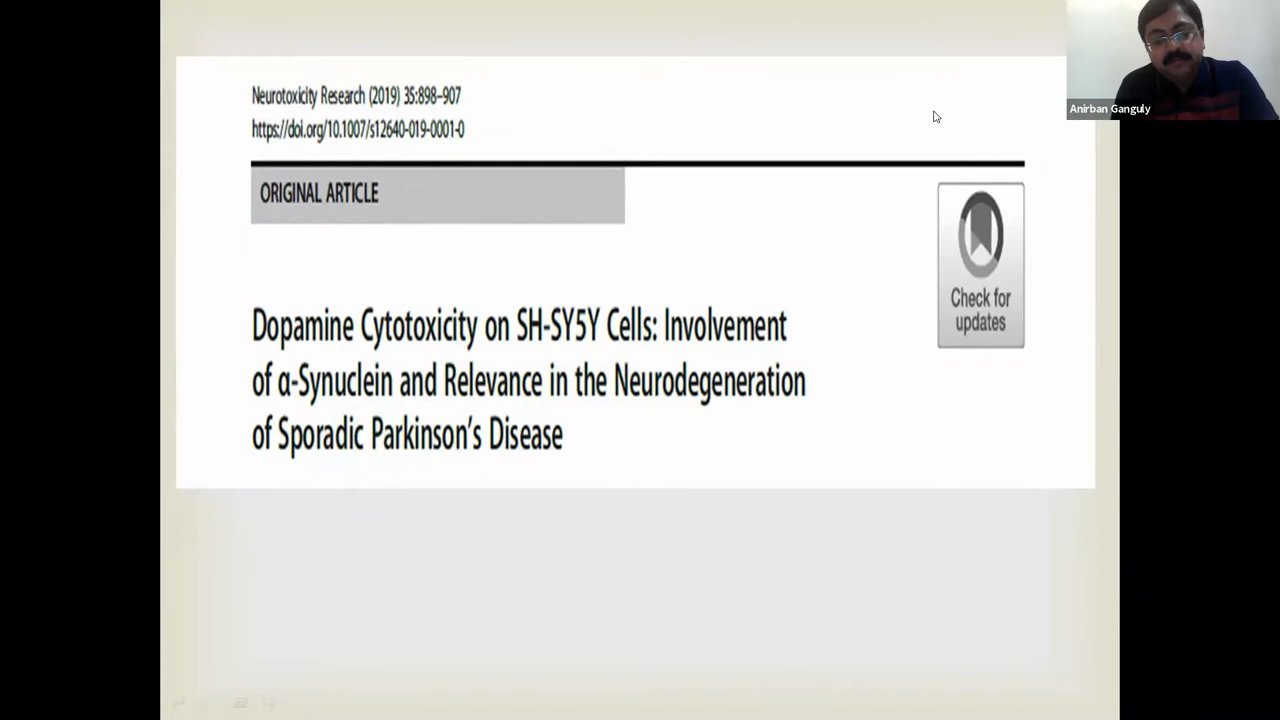 Neurotoxicity Research (2019) 35:898–907
https://doi.org/10.1007/s12640-019-0001-0
ORIGINAL ARTICLE
Check for
updates
Dopamine Cytotoxicity on SH-SY5Y Cells: Involvement
of α-Synuclein and Relevance in the Neurodegeneration
of Sporadic Parkinson’s Disease
Anirban Ganguly